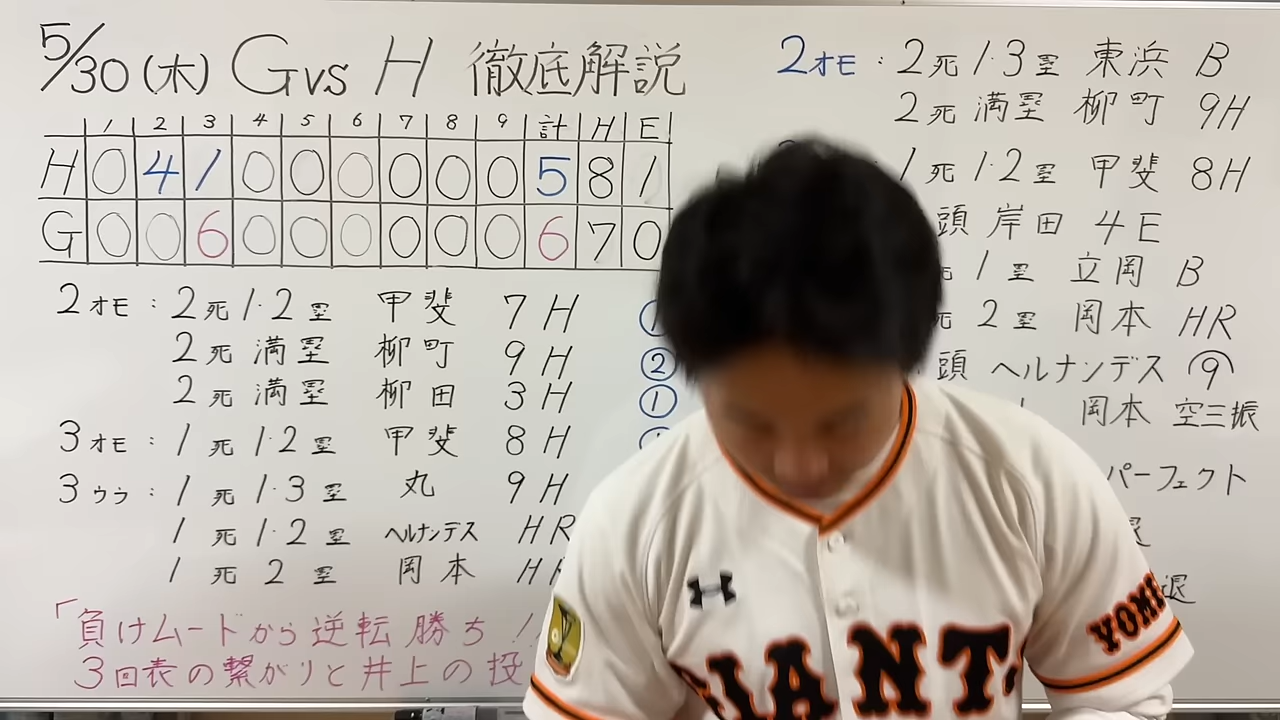 5/30(木) G vs H 徹底解説
1 2 3 4 5 6 7 8 9 計 H E
H 0 4 1 0 0 0 0 0 0 5 8 1
G 0 0 6 0 0 0 0 0 0 6 7 0
2オモ:2死1・2塁 甲斐 7H
2死満塁 柳町 9H ②
2死満塁 柳田 3H ①
3オモ:1死1・2塁 甲斐 8H
3ウラ:1死1・3塁 丸 9H
1死1・2塁 ヘルナンデス HR
1死2塁 岡本 HR
「負けムードから逆転勝ち!
3回表の繋がりと井上の投
2オモ:2死1・3塁 東浜 B
2死満塁 柳町 9H
1死1・2塁 甲斐 8H
頭 岸田 4E
1塁 立岡 B
2塁 岡本 HR
頭 ヘルナンデス ⑨
岡本 空三振
パーフェクト
退
GIANTS
YOMI